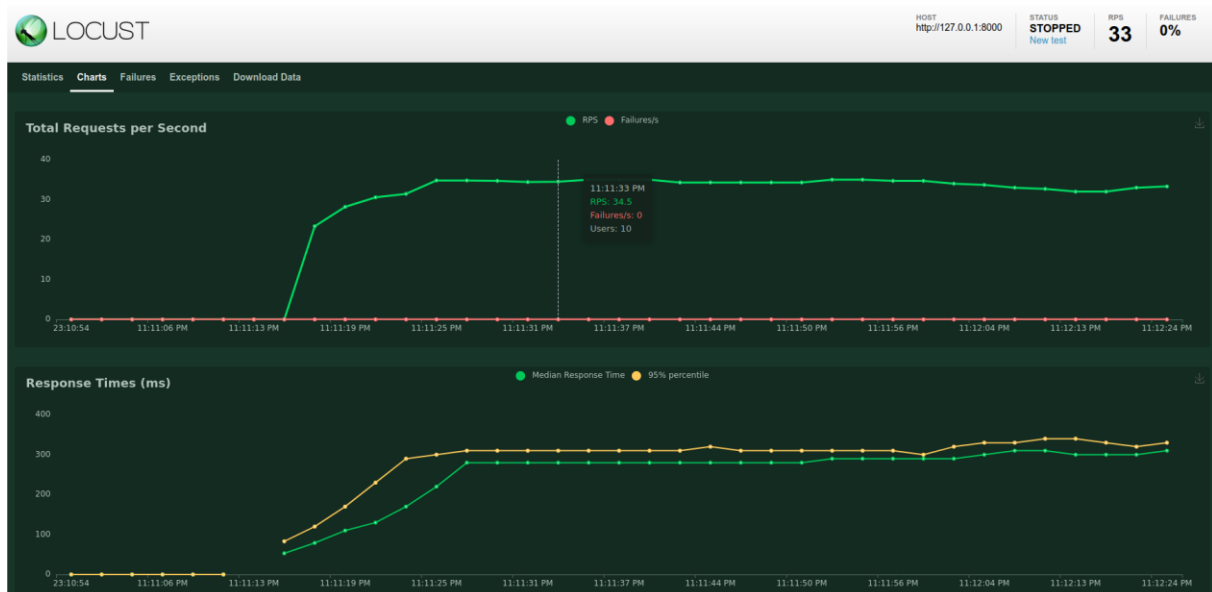 LOCUST
HOST
http://127.0.0.1:8000
STATUS
STOPPED
New test
RPS
33
FAILURES
0%
Statistics Charts Failures Exceptions Download Data
Total Requests per Second
RPS Failures/s
40
30
20
10
0
11:11:33 PM
RPS: 34.5
Failures/s: 0
Users: 10
23:10:54 11:11:06 PM 11:11:13 PM 11:11:19 PM 11:11:25 PM 11:11:31 PM 11:11:37 PM 11:11:44 PM 11:11:50 PM 11:11:56 PM 11:12:04 PM 11:12:13 PM 11:12:24 PM
Response Times (ms)
Median Response Time 95% percentile
400
300
200
100
0
23:10:54 11:11:06 PM 11:11:13 PM 11:11:19 PM 11:11:25 PM 11:11:31 PM 11:11:37 PM 11:11:44 PM 11:11:50 PM 11:11:56 PM 11:12:04 PM 11:12:13 PM 11:12:24 PM